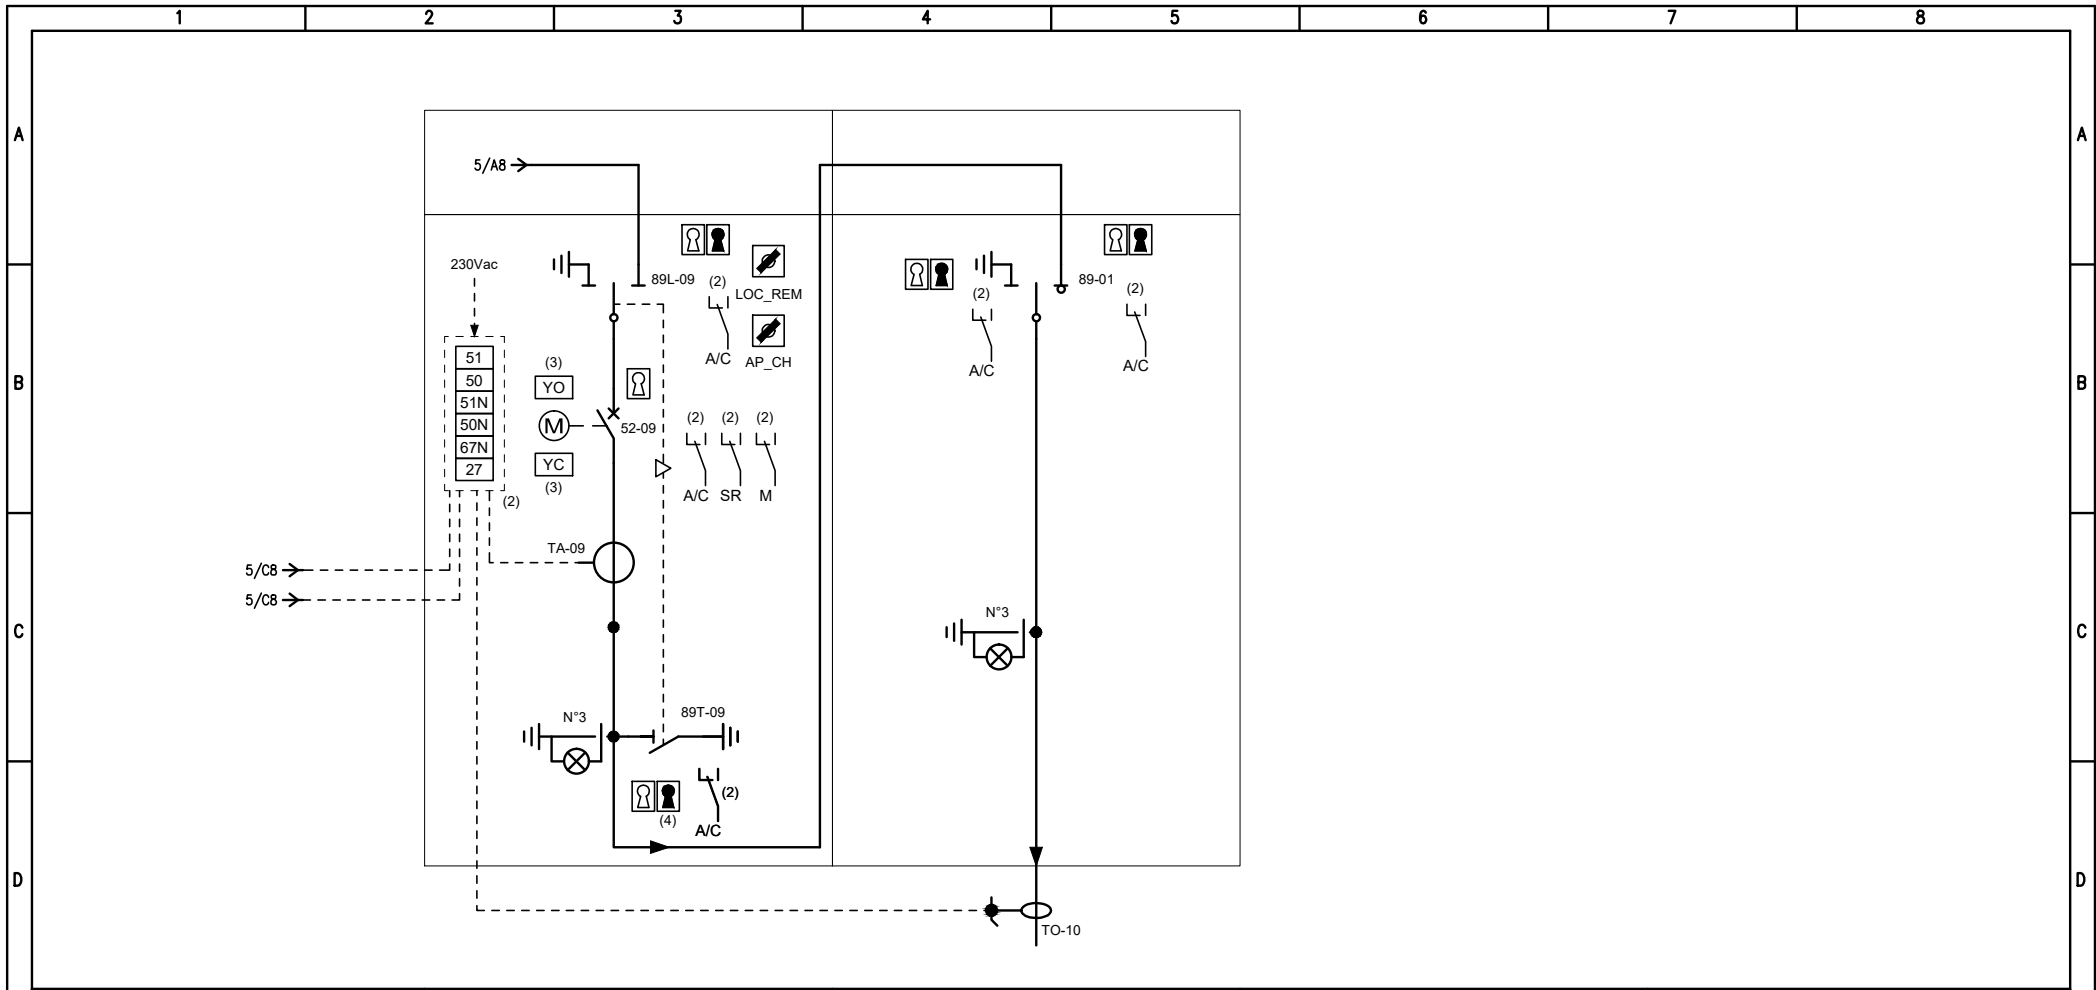 1 2 3 4 5 6 7 8
A A
5/A8
230Vac
89L-09 (2) LOC_REM
(2) 89-01 (2)
A/C AP_CH
A/C A/C
B B
51
50
51N
50N
67N
27
(2)
(3)
YO
M 52-09
YC
(3)
(2) (2) (2)
A/C SR M
TA-09
5/C8
5/C8
N°3
C C
N°3 89T-09
(2)
(4) A/C
D D
TO-10